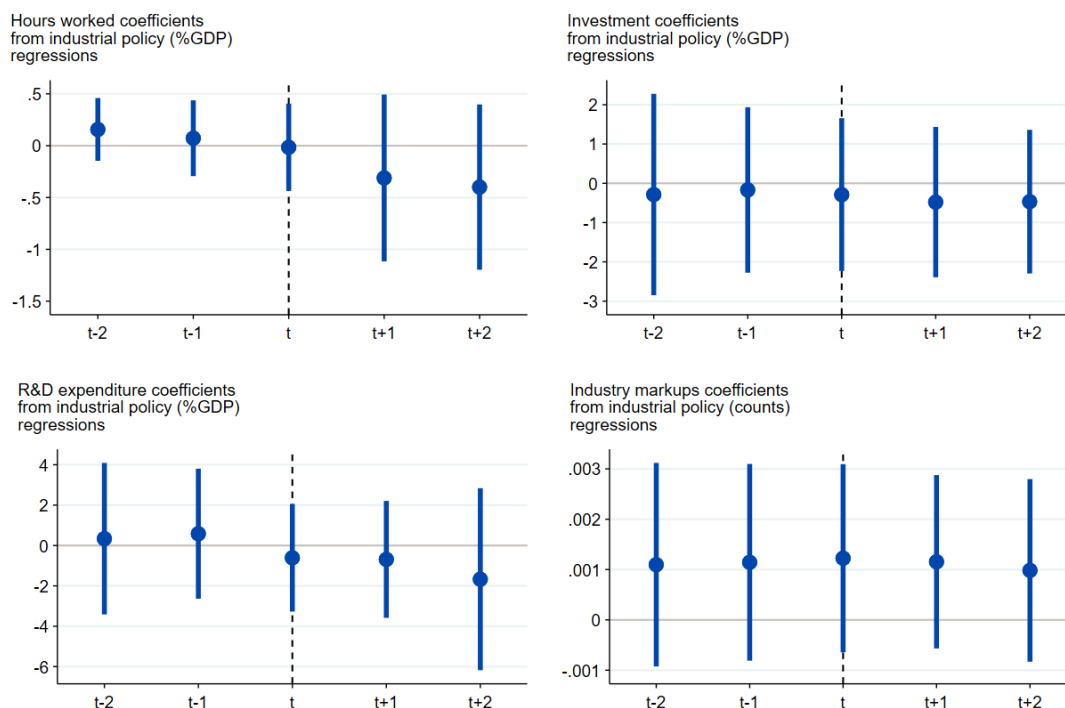 Hours worked coefficients
from industrial policy (%GDP)
regressions
.5
0
-.5
-1
-1.5
t-2 t-1 t t+1 t+2
Investment coefficients
from industrial policy (%GDP)
regressions
2
1
0
-1
-2
-3
t-2 t-1 t t+1 t+2
R&D expenditure coefficients
from industrial policy (%GDP)
regressions
4
2
0
-2
-4
-6
t-2 t-1 t t+1 t+2
Industry markups coefficients
from industrial policy (counts)
regressions
.003
.002
.001
0
-.001
t-2 t-1 t t+1 t+2